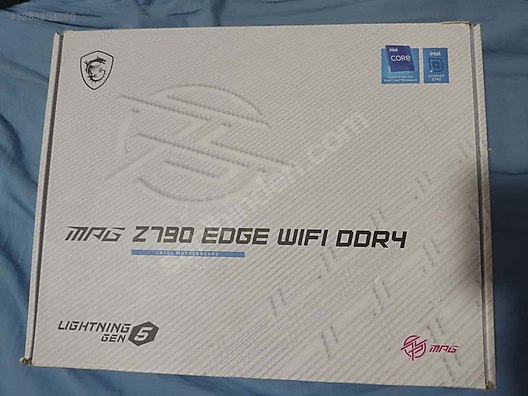 intel
CORE
intel
CHIPSET
Z790
MPG Z790 EDGE WIFI DDR4
INTEL MOTHERBOARD
LIGHTNING
GEN 5
MPG